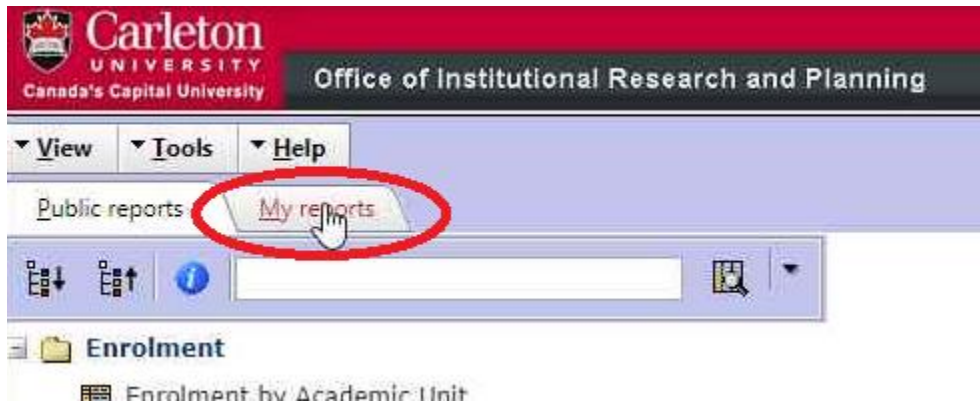 Carleton
UNIVERSITY
Canada's Capital University
Office of Institutional Research and Planning
View Tools Help
Public reports My reports
Enrolment
Enrolment by Academic Unit